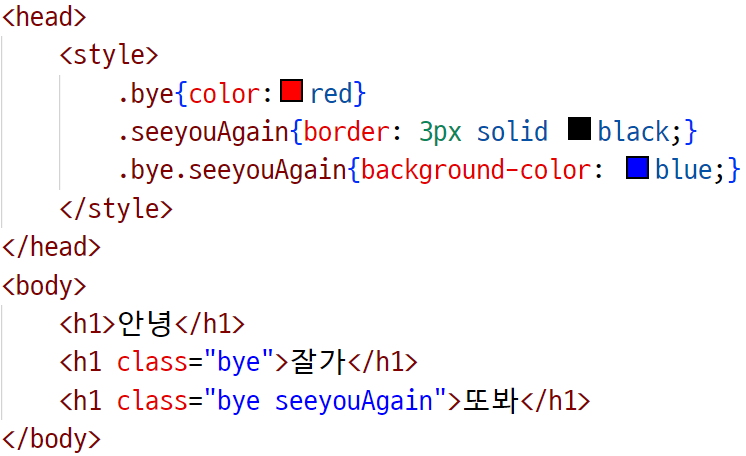 <head>
<style>
.bye{color: red}
.seeyouAgain{border: 3px solid black;}
.bye.seeyouAgain{background-color: blue;}
</style>
</head>
<body>
<h1>안녕</h1>
<h1 class="bye">잘가</h1>
<h1 class="bye seeyouAgain">또봐</h1>
</body>